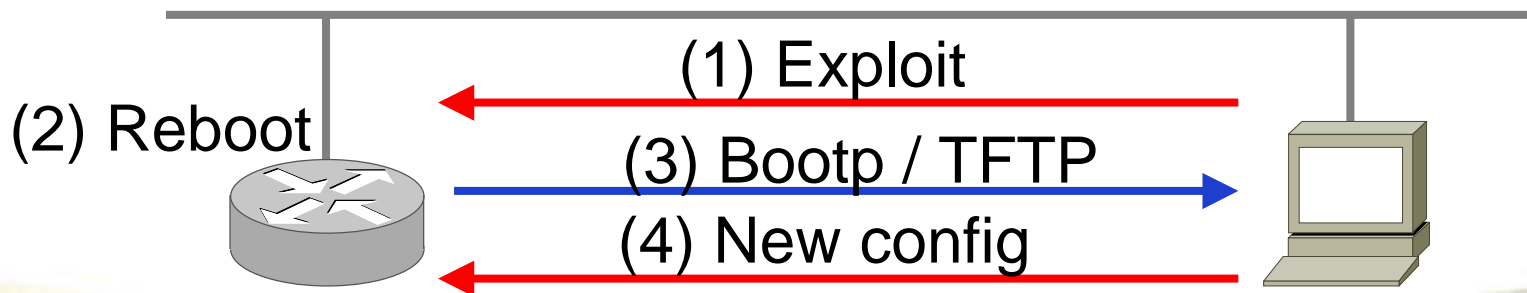 (1) Exploit
(2) Reboot
(3) Bootp / TFTP
(4) New config